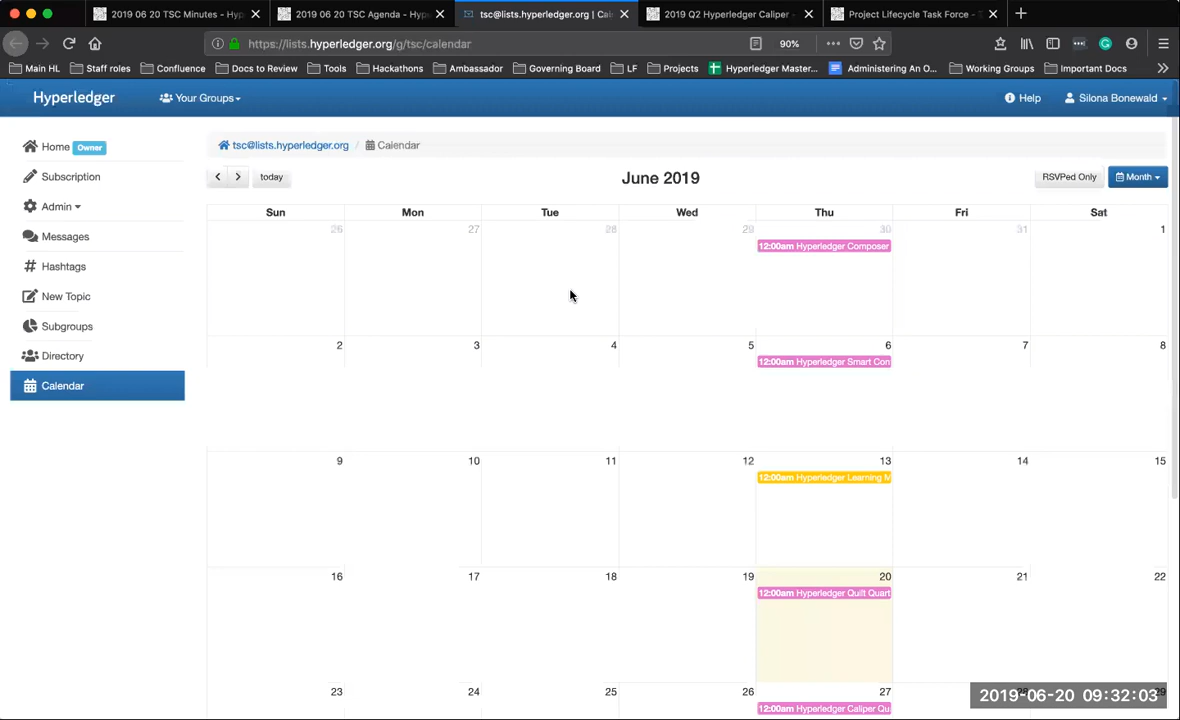 2019 06 20 TSC Minutes - Hyp
2019 06 20 TSC Agenda - Hyp
tsc@lists.hyperledger.org | Cal
2019 Q2 Hyperledger Caliper -
Project Lifecycle Task Force - S
https://lists.hyperledger.org/g/tsc/calendar
90%
Main HL
Staff roles
Confluence
Docs to Review
Tools
Hackathons
Ambassador
Governing Board
LF
Projects
Hyperledger Master...
Administering An O...
Working Groups
Important Docs
Hyperledger
Your Groups
Help
Silona Bonewald
Home Owner
Subscription
Admin
Messages
Hashtags
New Topic
Subgroups
Directory
Calendar
tsc@lists.hyperledger.org / Calendar
today
June 2019
RSVPed Only
Month
Sun Mon Tue Wed Thu Fri Sat
26 27 28 29 30 31 1
12:00am Hyperledger Composer
2 3 4 5 6 7 8
12:00am Hyperledger Smart Con
9 10 11 12 13 14 15
12:00am Hyperledger Learning M
16 17 18 19 20 21 22
12:00am Hyperledger Quilt Quart
23 24 25 26 27 29
12:00am Hyperledger Caliper Qu
2019-06-20 09:32:03